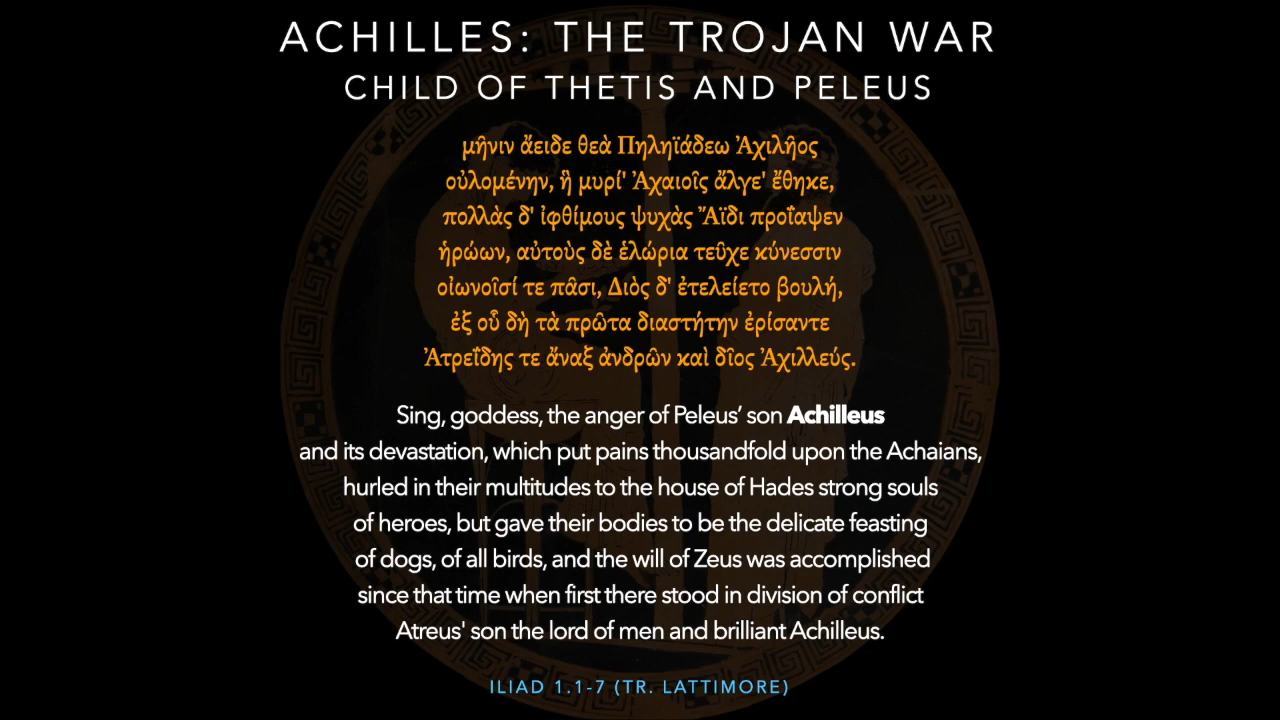 ACHILLES: THE TROJAN WAR
CHILD OF THETIS AND PELEUS
μῆνιν ἄειδε θεὰ Πηληϊάδεω Ἀχιλῆος
οὐλομένην, ἣ μυρί' Ἀχαιοῖς ἄλγε' ἔθηκε,
πολλὰς δ' ἰφθίμους ψυχὰς Ἄϊδι προΐαψεν
ἡρώων, αὐτοὺς δὲ ἑλώρια τεῦχε κύνεσσιν
οἰωνοῖσί τε πᾶσι, Διὸς δ' ἐτελείετο βουλή,
ἐξ οὗ δὴ τὰ πρῶτα διαστήτην ἐρίσαντε
Ἀτρεΐδης τε ἄναξ ἀνδρῶν καὶ δῖος Ἀχιλλεύς.
Sing, goddess, the anger of Peleus’ son Achilleus
and its devastation, which put pains thousandfold upon the Achaians,
hurled in their multitudes to the house of Hades strong souls
of heroes, but gave their bodies to be the delicate feasting
of dogs, of all birds, and the will of Zeus was accomplished
since that time when first there stood in division of conflict
Atreus' son the lord of men and brilliant Achilleus.
ILIAD 1.1-7 (TR. LATTIMORE)